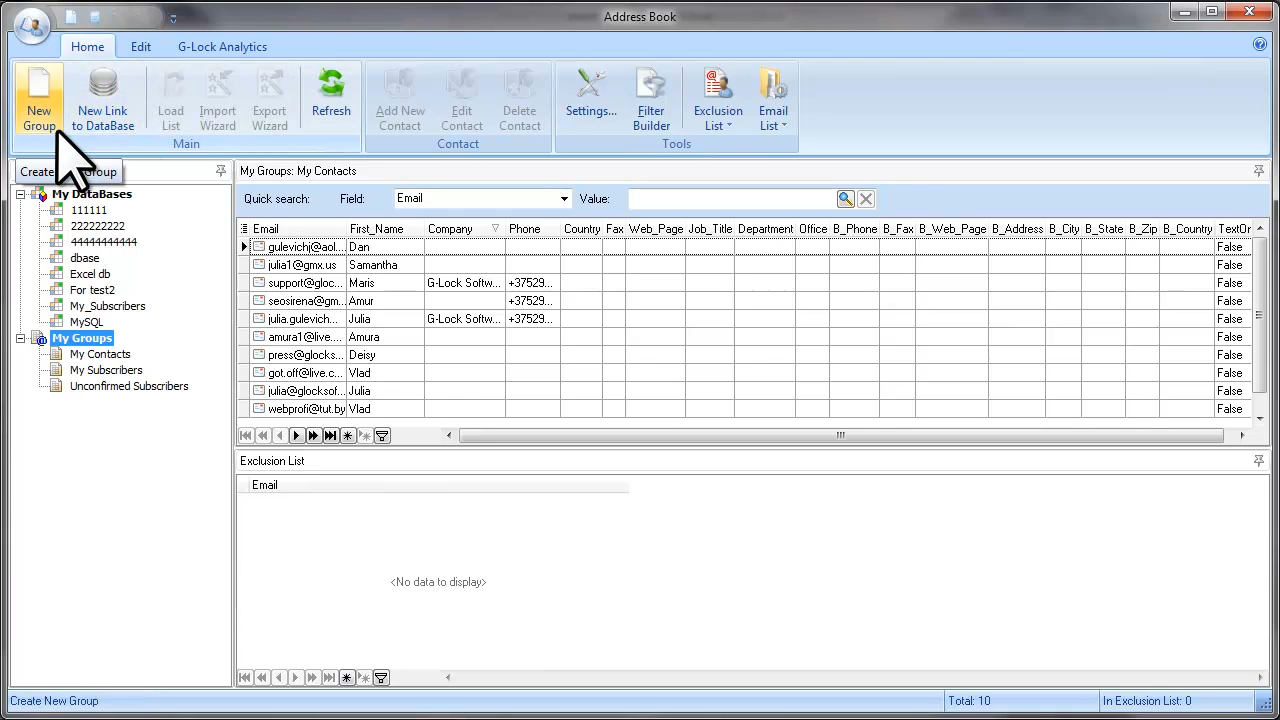 Address Book
Home Edit G-Lock Analytics
New Group
New Link to DataBase
Load List
Import Wizard
Export Wizard
Refresh
Add New Contact
Edit Contact
Delete Contact
Settings...
Filter Builder
Exclusion List
Email List
Main Contact Tools
My DataBases
111111
222222222
44444444444
dbase
Excel db
For test2
My_Subscribers
MySQL
My Groups
My Contacts
My Subscribers
Unconfirmed Subscribers
My Groups: My Contacts
Quick search: Field: Email Value:
Email First_Name Company Phone Country Fax Web_Page Job_Title Department Office B_Phone B_Fax B_Web_Page B_Address B_City B_State B_Zip B_Country TextOr
gulevichj@aol... Dan False
julia1@gmx.us Samantha False
support@gloc... Maris G-Lock Softw... +37529... False
seosirena@gm... Amur +37529... False
julia.gulevich... Julia G-Lock Softw... +37529... False
amura1@live.... Amura False
press@glocks... Deisy False
got.off@live.c... Vlad False
julia@glocksof... Julia False
webprofi@tut.by Vlad False
Exclusion List
Email
<No data to display>
Create New Group Total: 10 In Exclusion List: 0